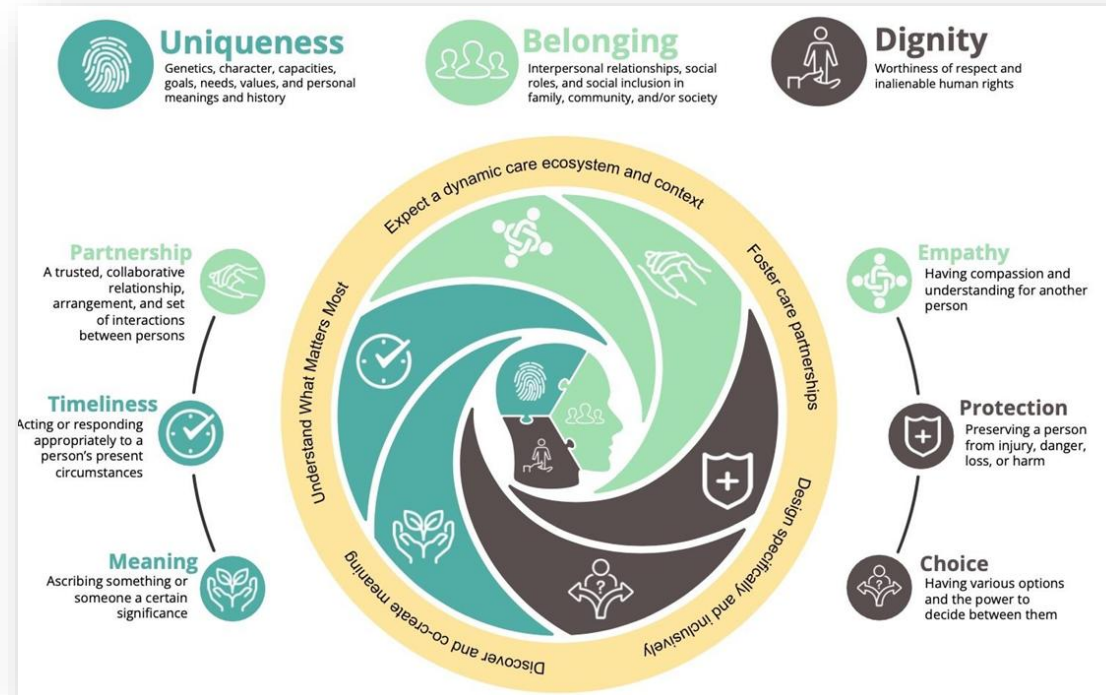 Uniqueness
Genetics, character, capacities,
goals, needs, values, and personal
meanings and history
Belonging
Interpersonal relationships, social
roles, and social inclusion in
family, community, and/or society
Dignity
Worthiness of respect and
inalienable human rights
Expect a dynamic care ecosystem and context
Foster care partnerships
Design specifically and inclusively
Discover and co-create meaning
Understand What Matters Most
Partnership
A trusted, collaborative
relationship,
arrangement, and set
of interactions
between persons
Timeliness
Acting or responding
appropriately to a
person's present
circumstances
Meaning
Ascribing something or
someone a certain
significance
Empathy
Having compassion and
understanding for another
person
Protection
Preserving a person
from injury, danger,
loss, or harm
Choice
Having various options
and the power to
decide between them
?